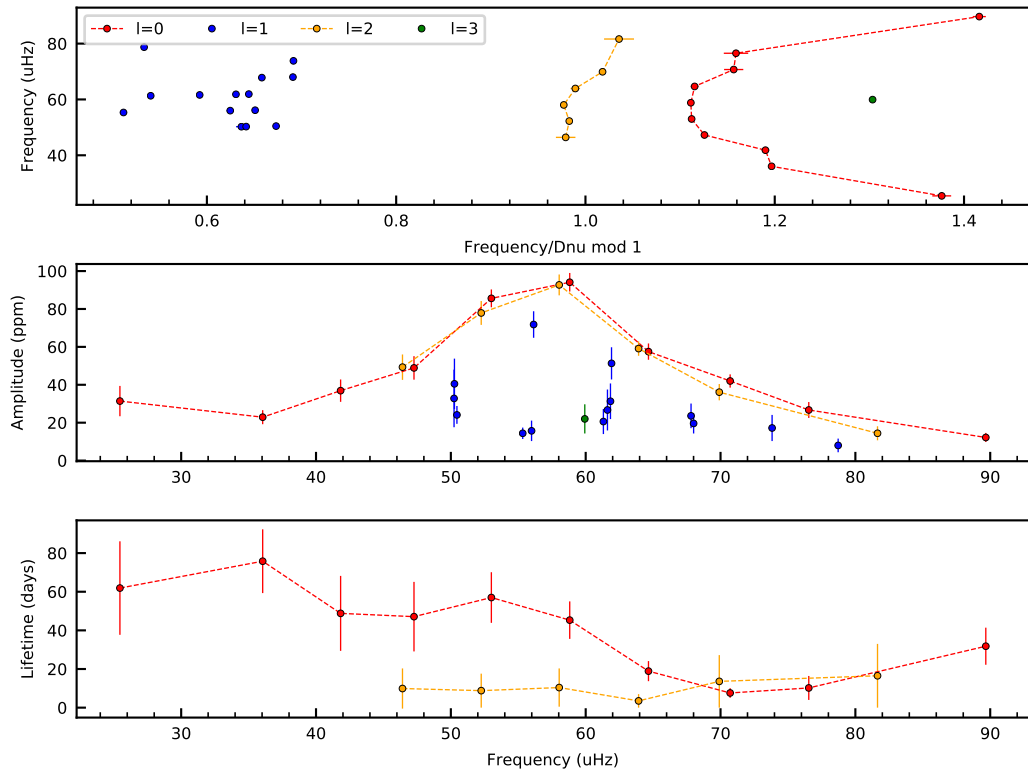 l=0 l=1 l=2 l=3
Frequency (uHz)
80
60
40
0.6 0.8 1.0 1.2 1.4
Frequency/Dnu mod 1
Amplitude (ppm)
100
80
60
40
20
0
30 40 50 60 70 80 90
Lifetime (days)
80
60
40
20
0
30 40 50 60 70 80 90
Frequency (uHz)